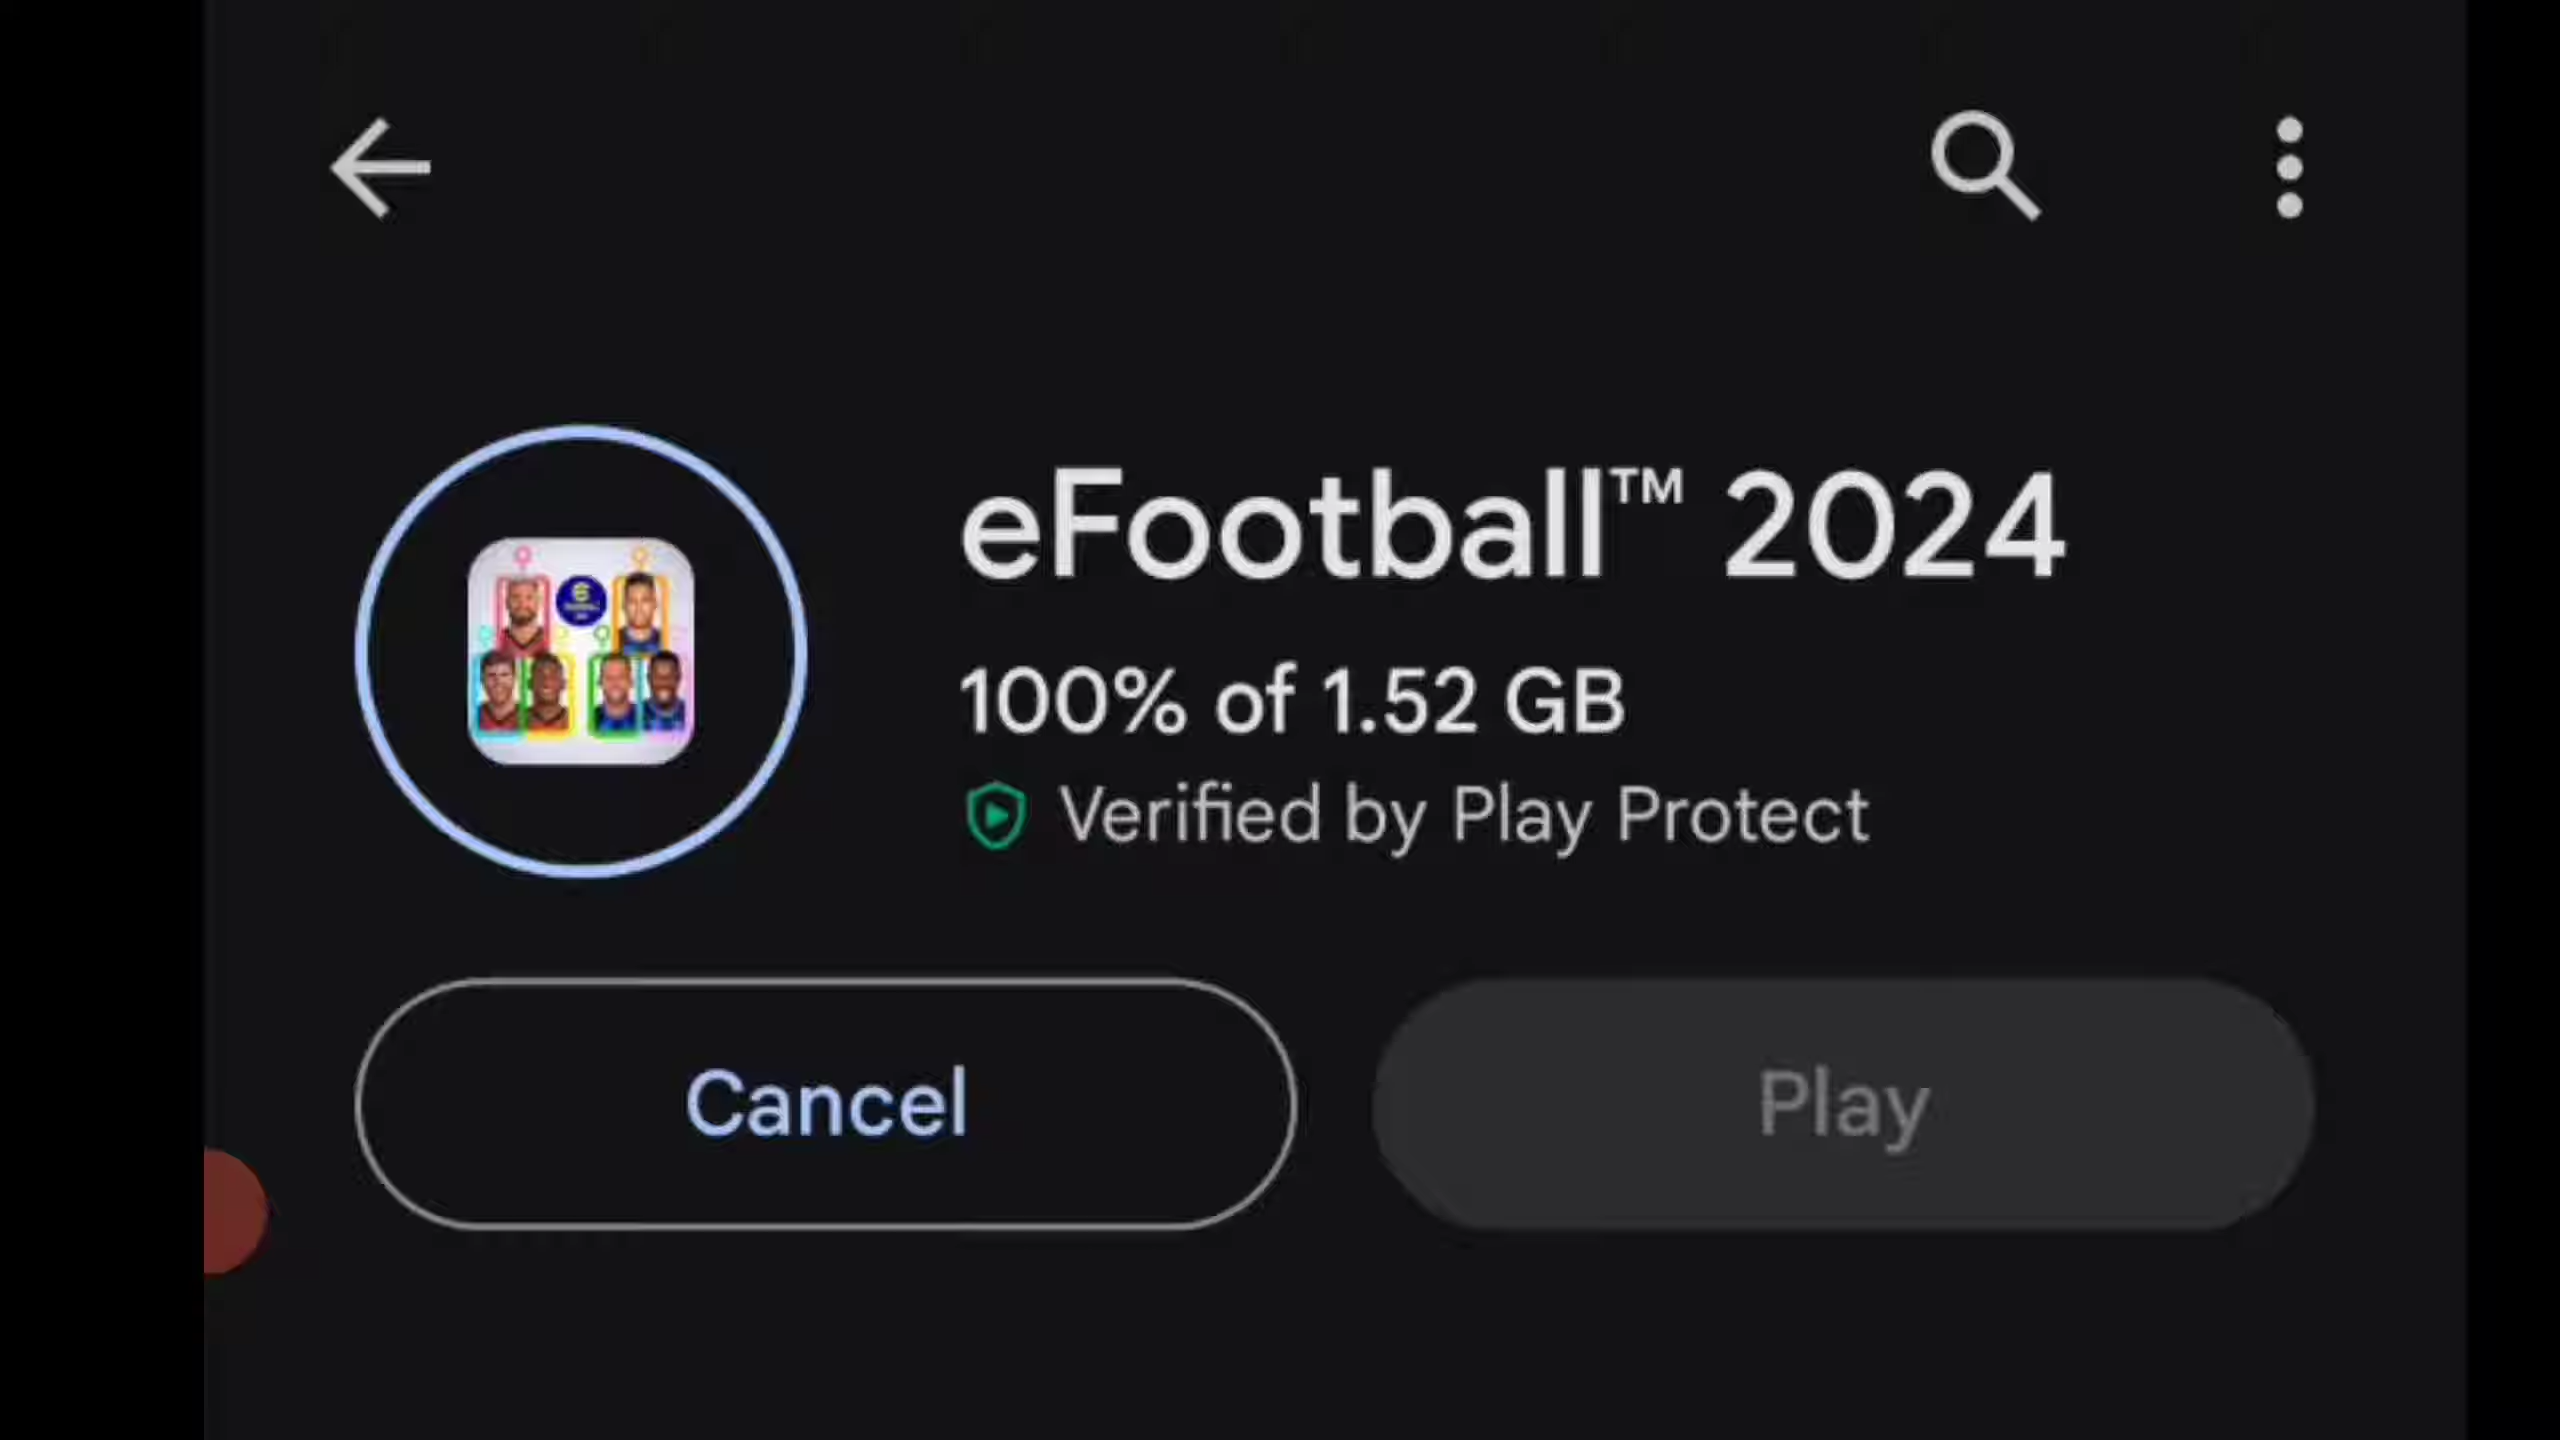 eFootball™ 2024
100% of 1.52 GB
Verified by Play Protect
Cancel
Play